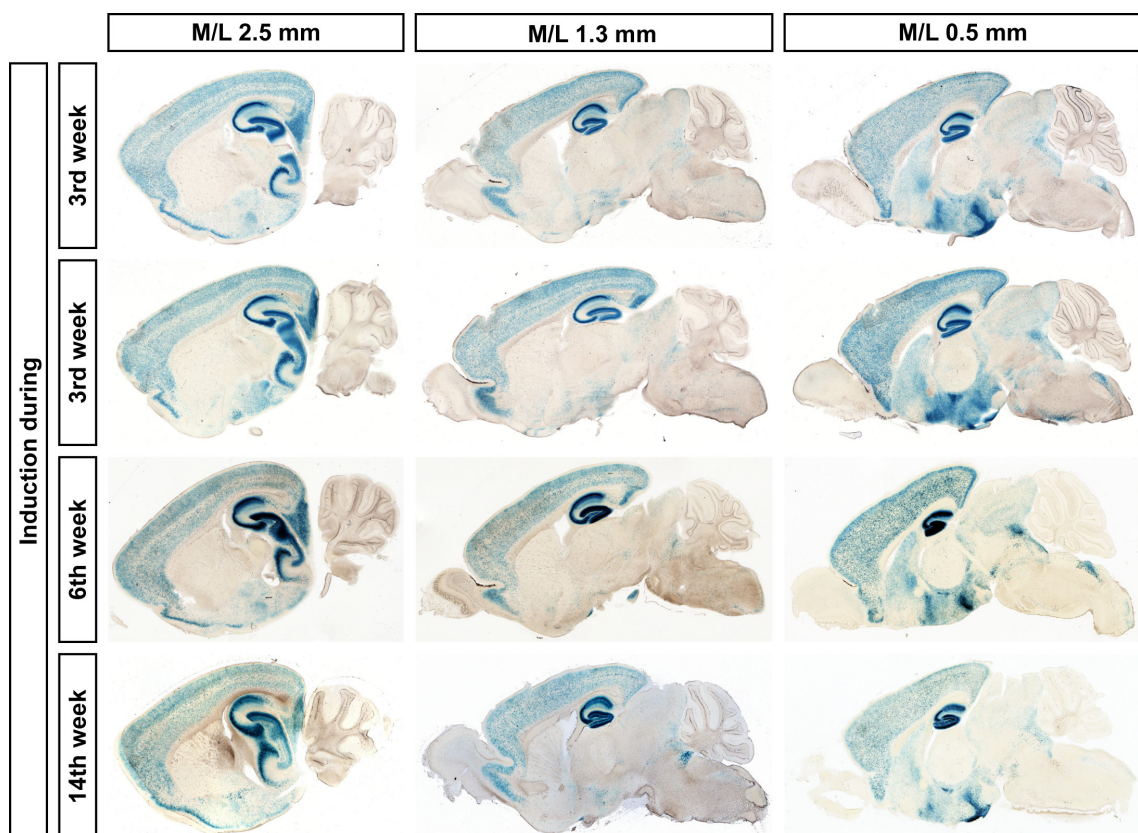 M/L 2.5 mm
M/L 1.3 mm
M/L 0.5 mm
Induction during
3rd week
3rd week
6th week
14th week